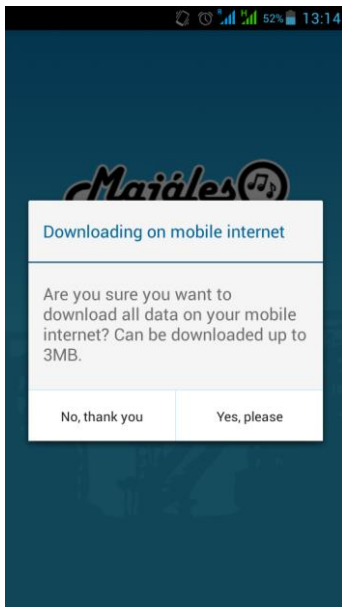 H 52% 13:14
Majáles
Downloading on mobile internet
Are you sure you want to
download all data on your mobile
internet? Can be downloaded up to
3MB.
No, thank you
Yes, please